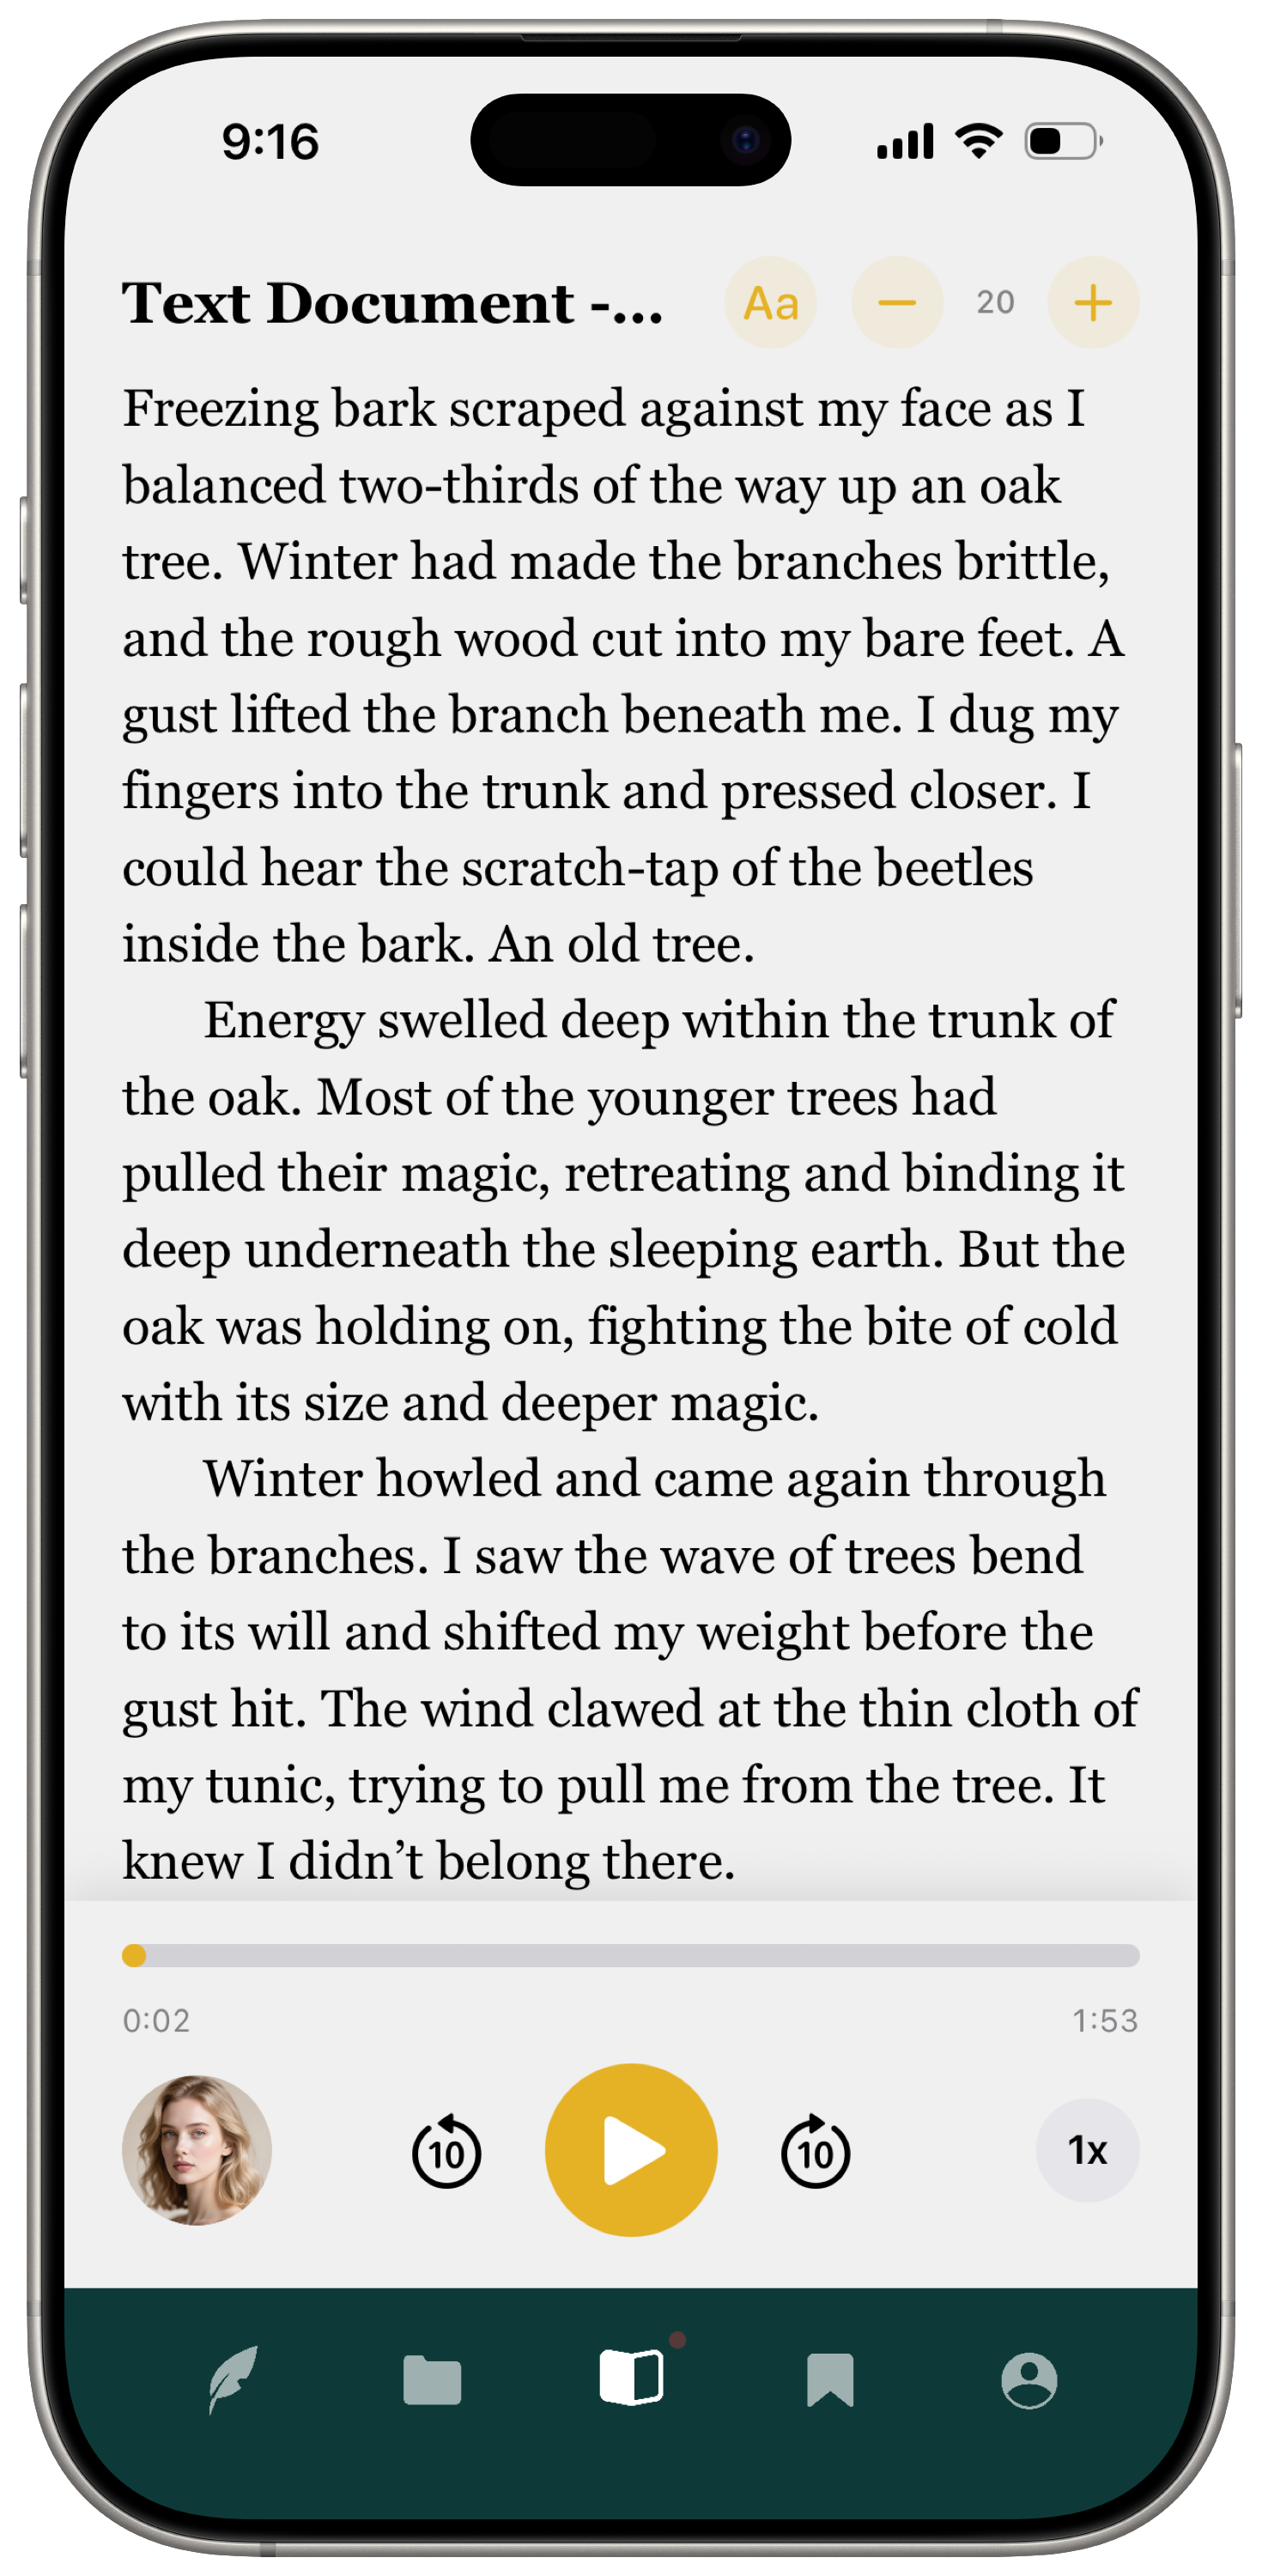 9:16
Text Document -...
Aa
20
Freezing bark scraped against my face as I
balanced two-thirds of the way up an oak
tree. Winter had made the branches brittle,
and the rough wood cut into my bare feet. A
gust lifted the branch beneath me. I dug my
fingers into the trunk and pressed closer. I
could hear the scratch-tap of the beetles
inside the bark. An old tree.
Energy swelled deep within the trunk of
the oak. Most of the younger trees had
pulled their magic, retreating and binding it
deep underneath the sleeping earth. But the
oak was holding on, fighting the bite of cold
with its size and deeper magic.
Winter howled and came again through
the branches. I saw the wave of trees bend
to its will and shifted my weight before the
gust hit. The wind clawed at the thin cloth of
my tunic, trying to pull me from the tree. It
knew I didn’t belong there.
0:02
1:53
10
10
1x